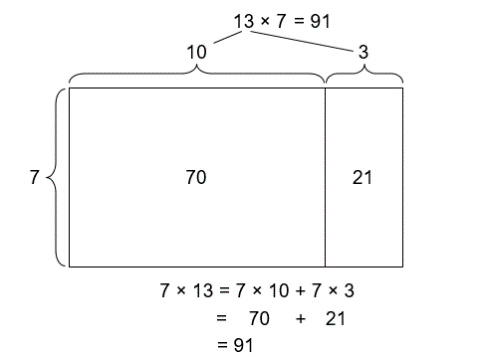 13 × 7 = 91
10 3
7 70 21
7 × 13 = 7 × 10 + 7 × 3
= 70 + 21
= 91